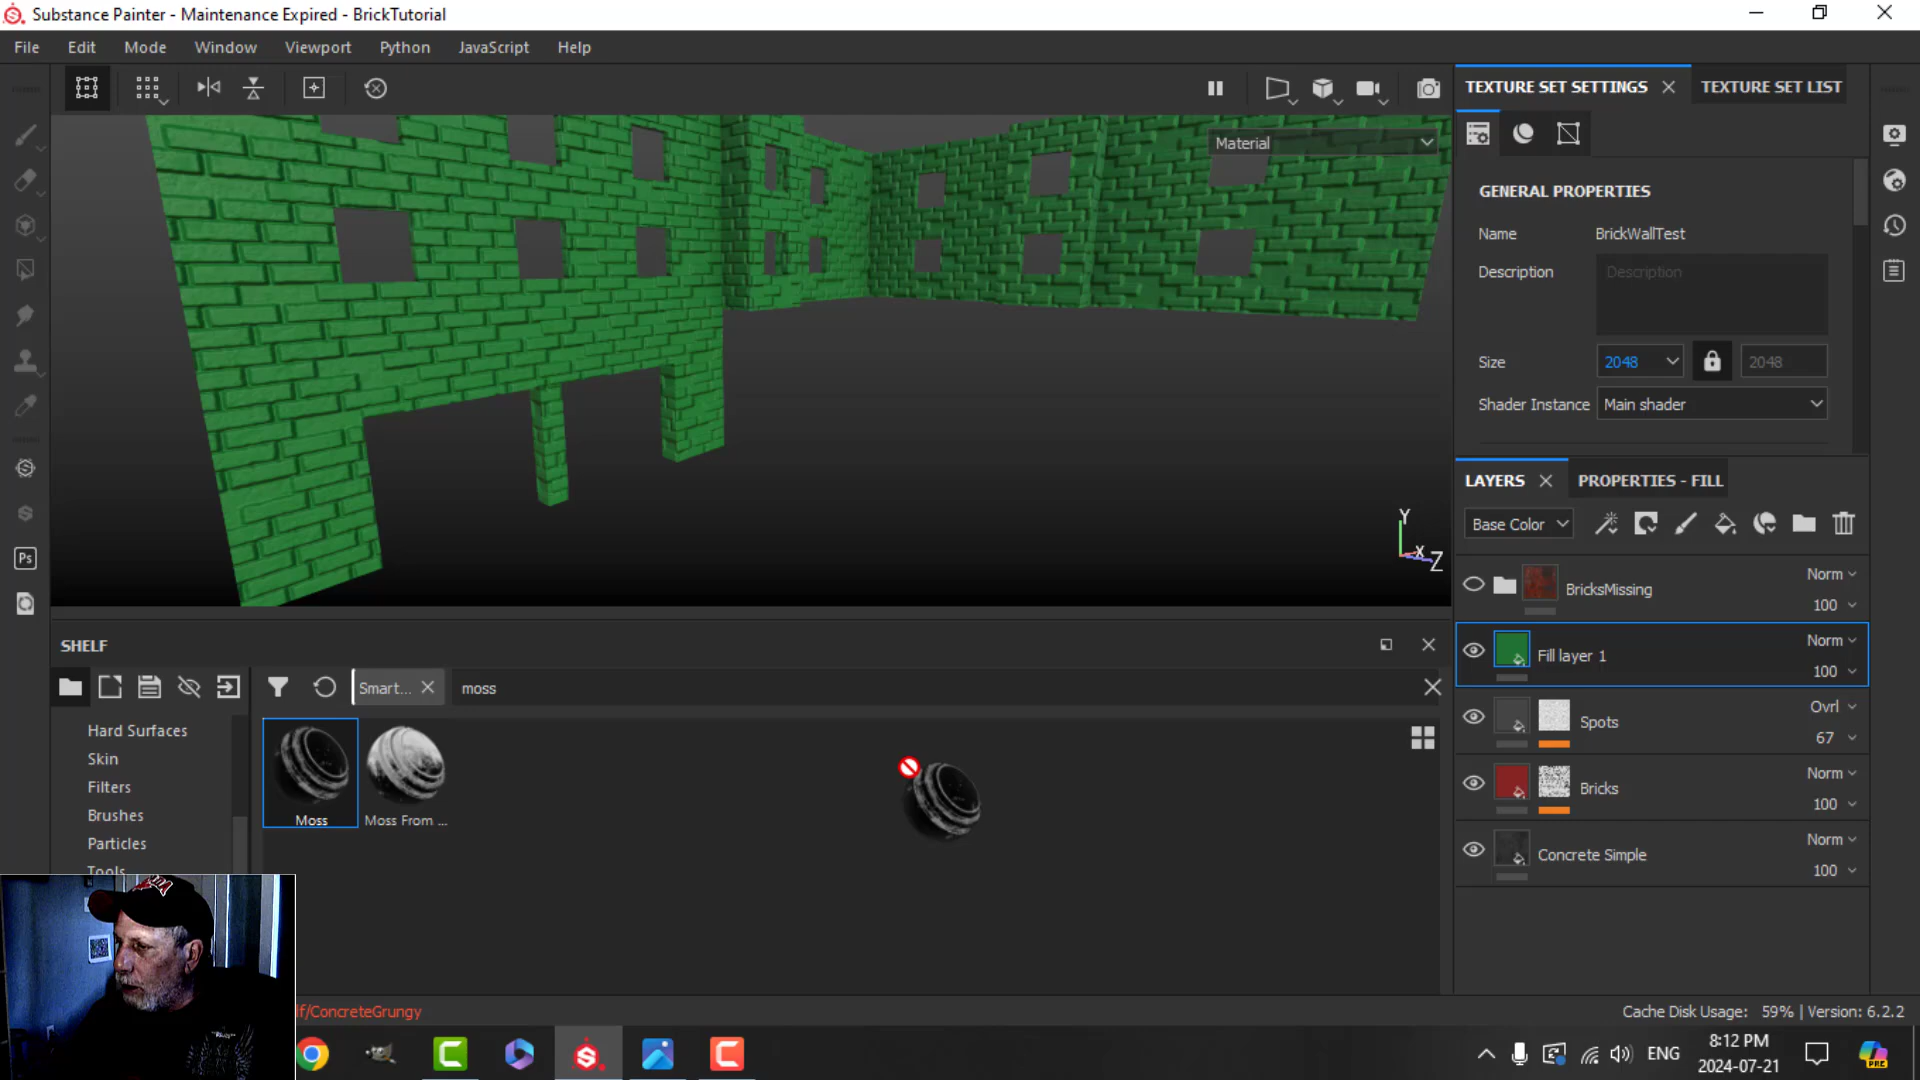 Substance Painter - Maintenance Expired - BrickTutorial
File Edit Mode Window Viewport Python JavaScript Help
TEXTURE SET SETTINGS TEXTURE SET LIST
Material
GENERAL PROPERTIES
Name BrickWallTest
Description Description
Size 2048 2048
Shader Instance Main shader
LAYERS PROPERTIES - FILL
Base Color
Norm
BricksMissing
100
Norm
Fill layer 1
100
Ovrl
Spots
67
Norm
Bricks
100
Norm
Concrete Simple
100
Y
X
Z
SHELF
Smart... moss
Hard Surfaces
Skin
Filters
Brushes
Particles
Tools
Moss Moss From ...
Ps
lf/ConcreteGrungy
Cache Disk Usage: 59% | Version: 6.2.2
ENG
8:12 PM
2024-07-21
PRE